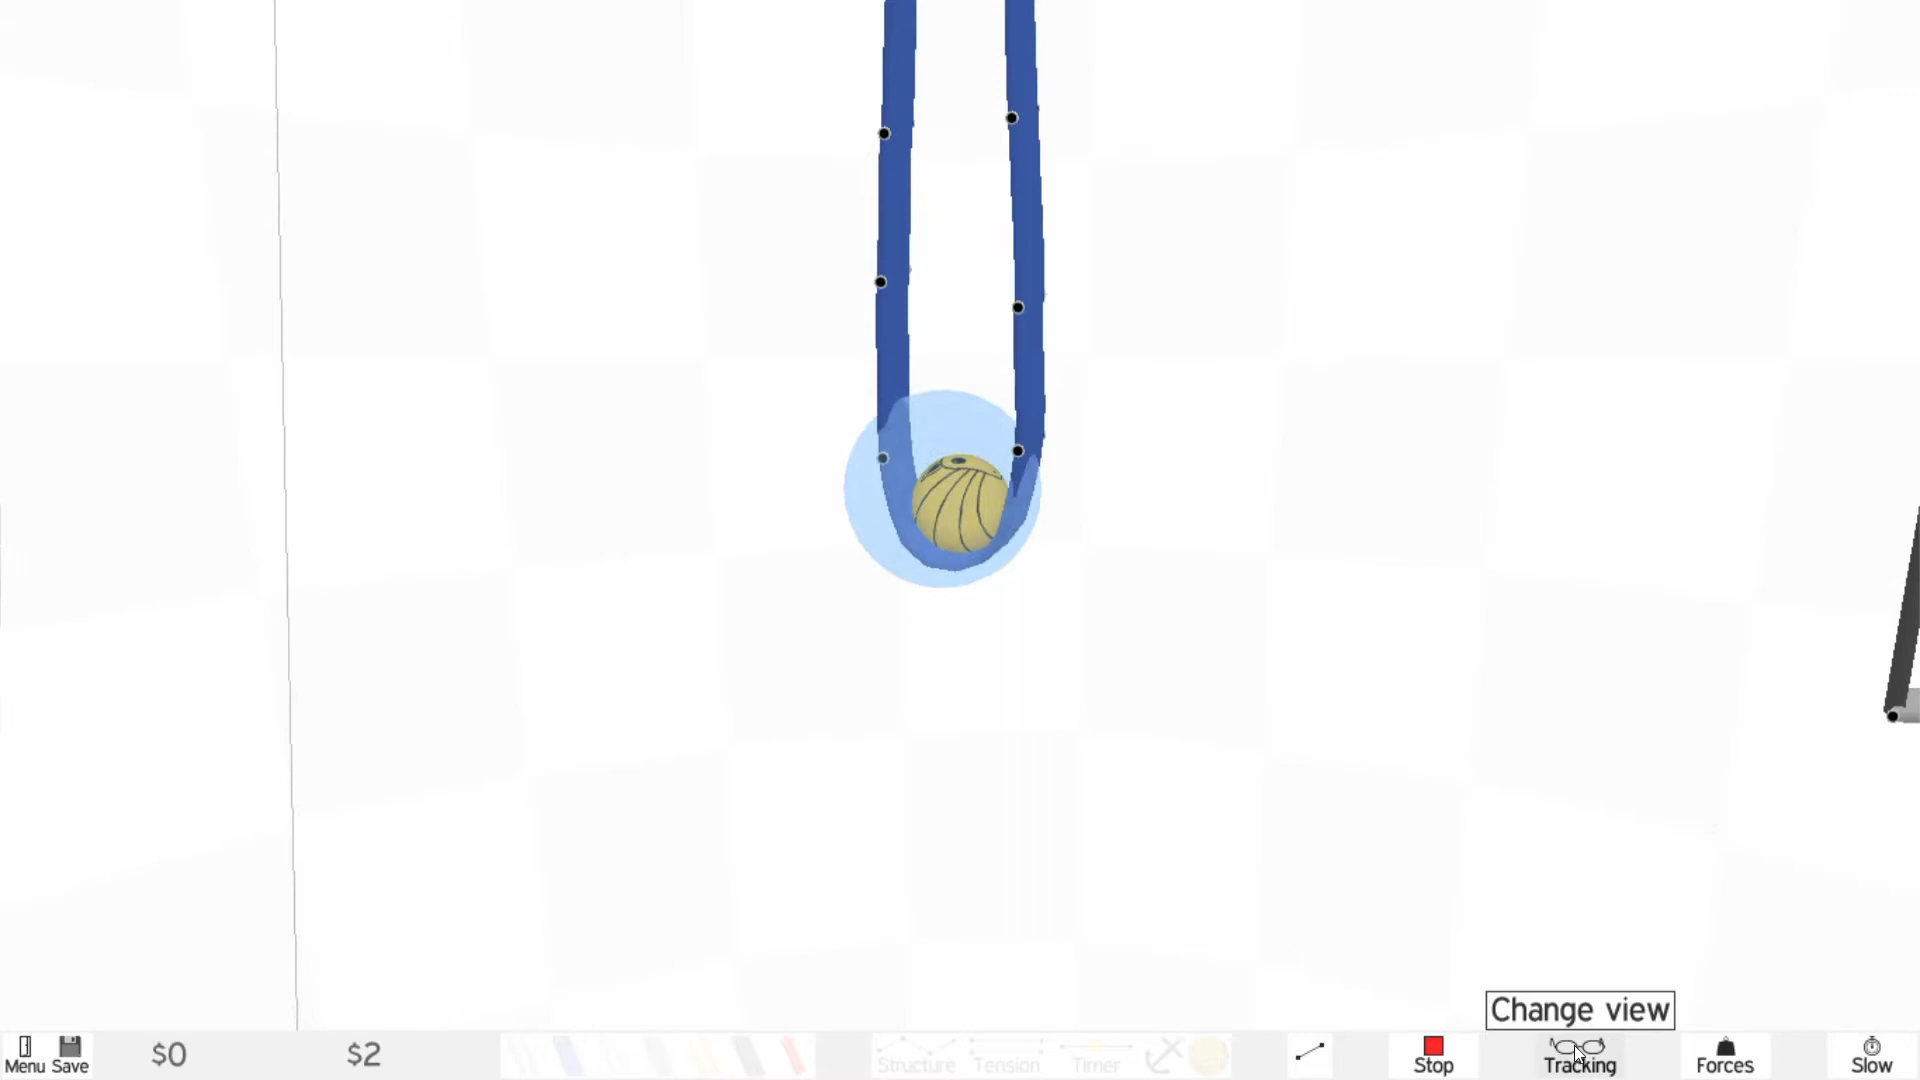 Change view
Menu Save
$0
$2
Structure
Tension
Timer
Stop
Tracking
Forces
Slow